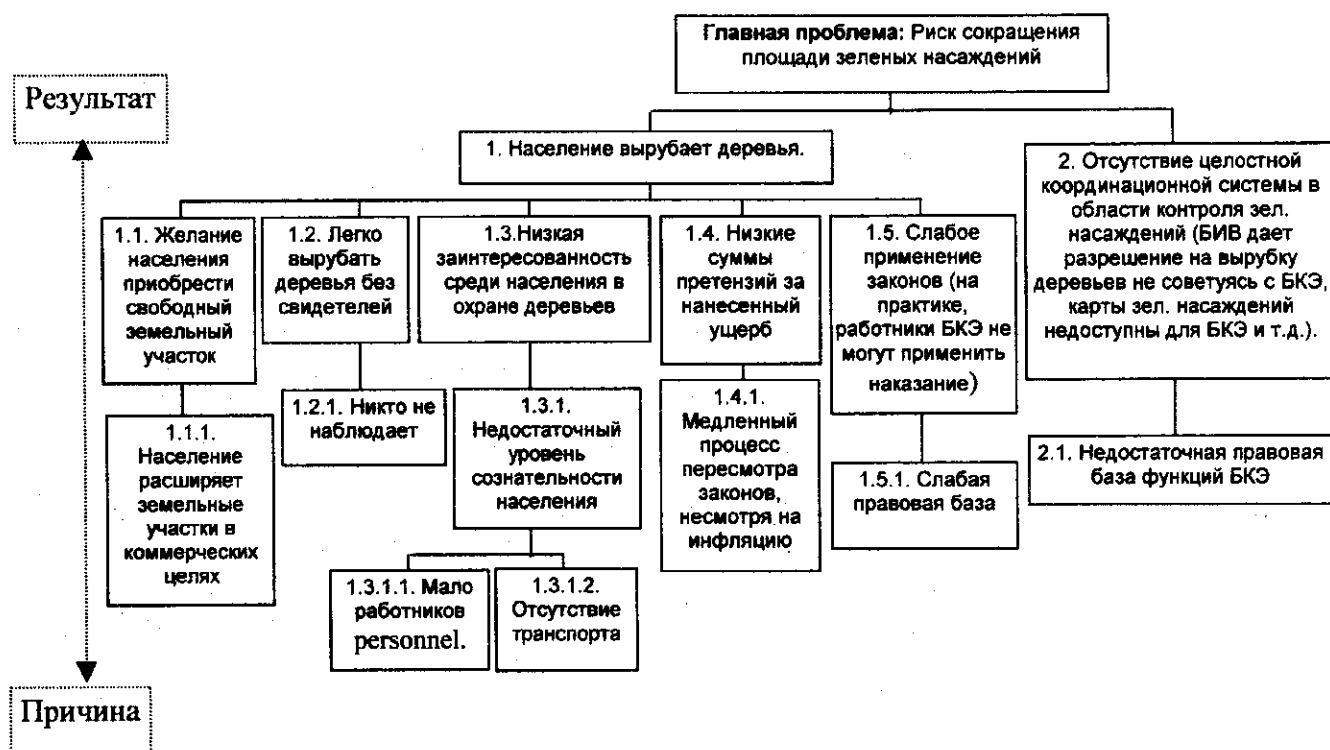 Главная проблема: Риск сокращения
площади зеленых насаждений
Результат
1. Население вырубает деревья.
2. Отсутствие целостной
координационной системы в
области контроля зел.
насаждений (БИВ дает
разрешение на вырубку
деревьев не советуясь с БКЭ,
карты зел. насаждений
недоступны для БКЭ и т.д.).
1.1. Желание
населения
приобрести
свободный
земельный
участок
1.2. Легко
вырубать
деревья без
свидетелей
1.3.Низкая
заинтересованность
среди населения в
охране деревьев
1.4. Низкие
суммы
претензий за
нанесенный
ущерб
1.5. Слабое
применение
законов (на
практике,
работники БКЭ не
могут применить
наказание)
1.1.1.
Население
расширяет
земельные
участки в
коммерческих
целях
1.2.1. Никто не
наблюдает
1.3.1.
Недостаточный
уровень
сознательности
населения
1.4.1.
Медленный
процесс
пересмотра
законов,
несмотря на
инфляцию
1.5.1. Слабая
правовая база
2.1. Недостаточная правовая
база функций БКЭ
1.3.1.1. Мало
работников
personnel.
1.3.1.2.
Отсутствие
транспорта
Причина